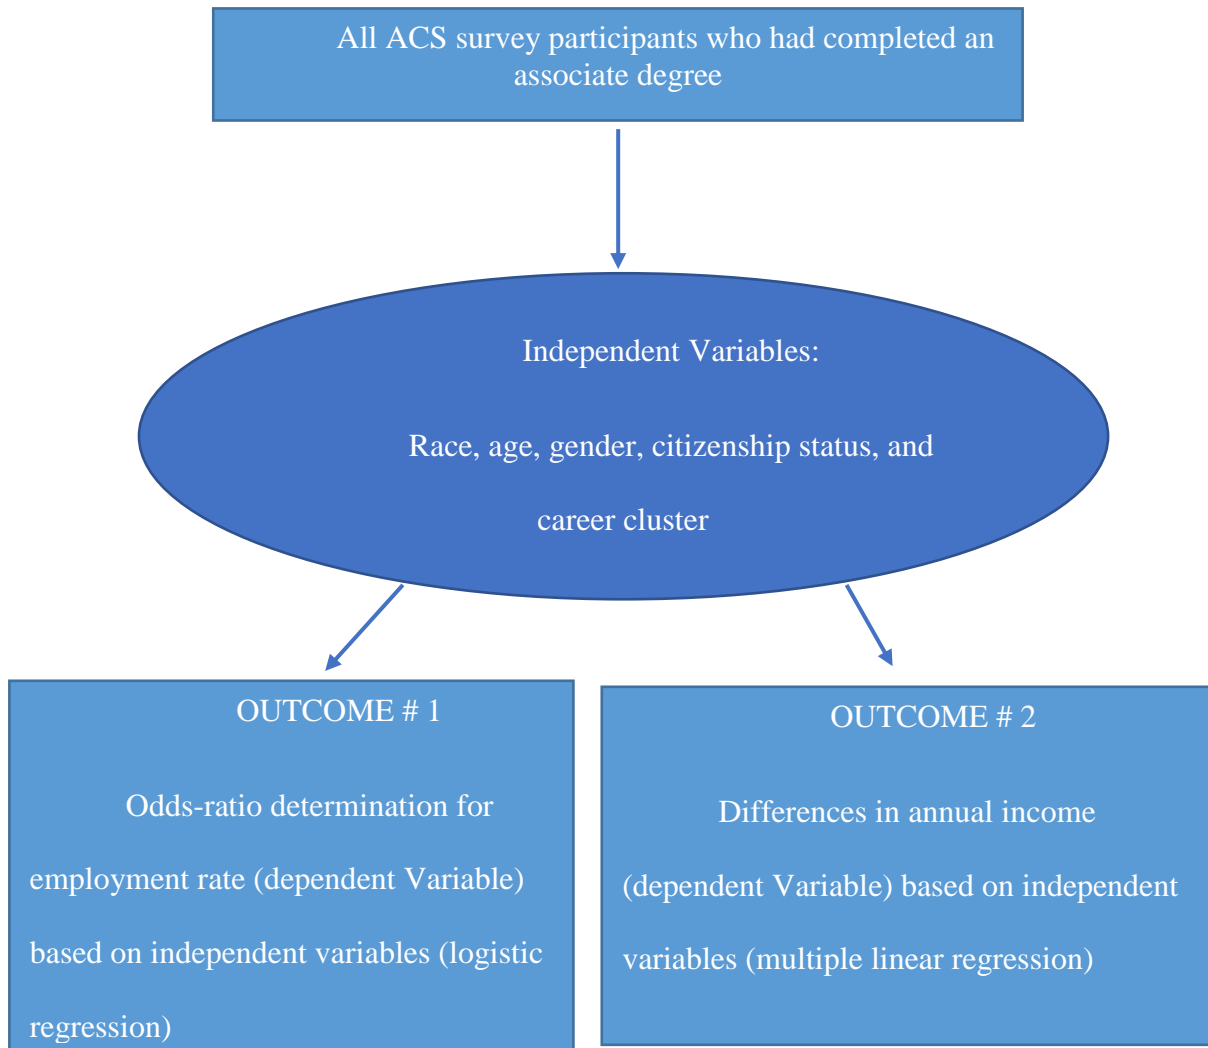 All ACS survey participants who had completed an
associate degree
Independent Variables:
Race, age, gender, citizenship status, and
career cluster
OUTCOME # 1
Odds-ratio determination for
employment rate (dependent Variable)
based on independent variables (logistic
regression)
OUTCOME # 2
Differences in annual income
(dependent Variable) based on independent
variables (multiple linear regression)